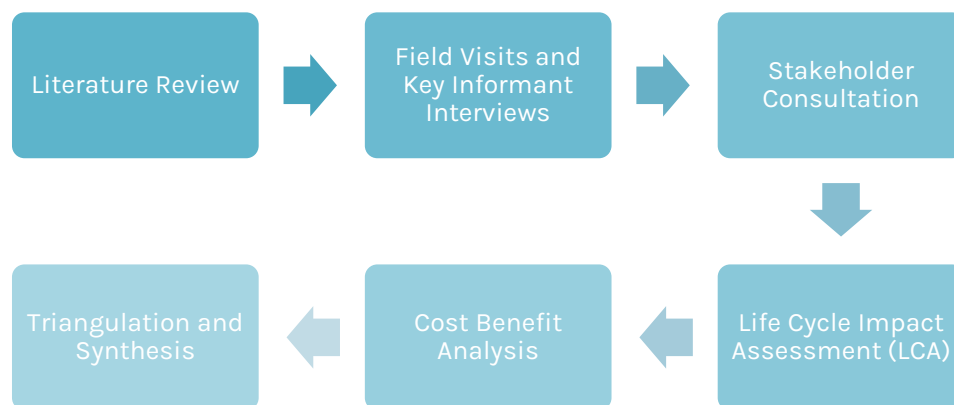 Literature Review
Field Visits and
Key Informant
Interviews
Stakeholder
Consultation
Life Cycle Impact
Assessment (LCA)
Cost Benefit
Analysis
Triangulation and
Synthesis